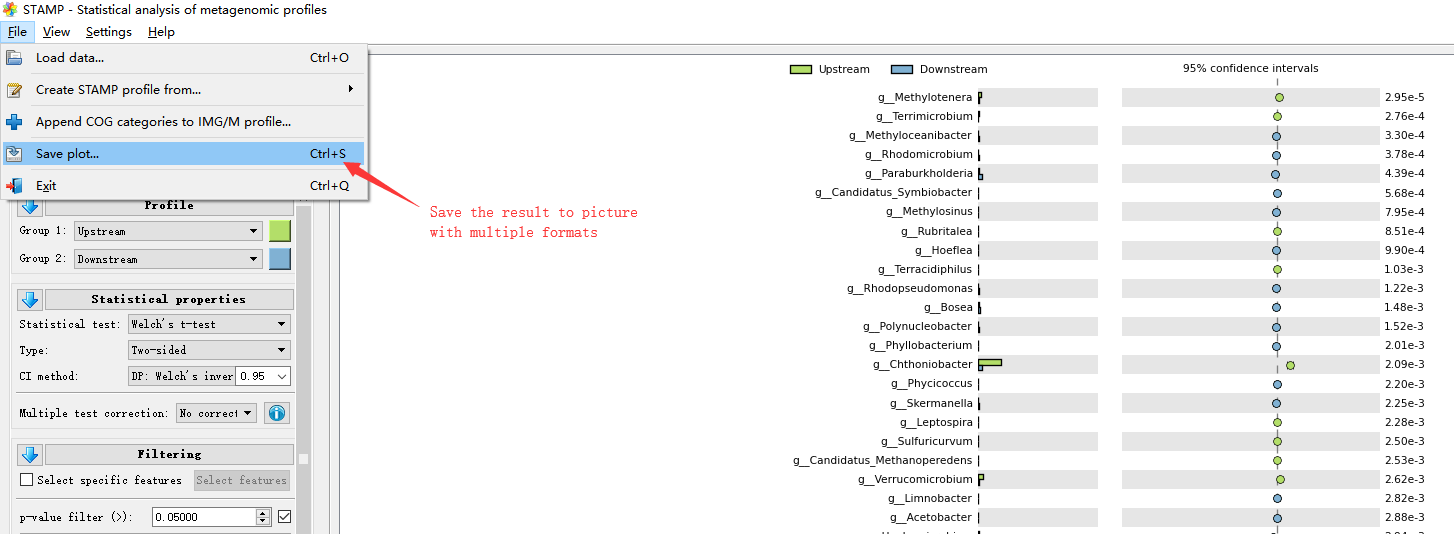 STAMP - Statistical analysis of metagenomic profiles
File View Settings Help
Load data... Ctrl+O
Create STAMP profile from...
Append COG categories to IMG/M profile...
Save plot... Ctrl+S
Exit Ctrl+Q
Save the result to picture
with multiple formats
Profile
Group 1: Upstream
Group 2: Downstream
Statistical properties
Statistical test: Welch's t-test
Type: Two-sided
CI method: DP: Welch's inver 0.95
Multiple test correction: No correct
Filtering
Select specific features Select features
p-value filter (>): 0.05000
Upstream Downstream 95% confidence intervals
g__Methylotenera 2.95e-5
g__Terrimicrobium 2.76e-4
g__Methyloceanibacter 3.30e-4
g__Rhodomicrobium 3.78e-4
g__Paraburkholderia 4.39e-4
g__Candidatus_Symbiobacter 5.68e-4
g__Methylosinus 7.95e-4
g__Rubritalea 8.51e-4
g__Hoeflea 9.90e-4
g__Terracidiphilus 1.03e-3
g__Rhodopseudomonas 1.22e-3
g__Bosea 1.48e-3
g__Polynucleobacter 1.52e-3
g__Phyllobacterium 2.01e-3
g__Chthoniobacter 2.09e-3
g__Phycicoccus 2.20e-3
g__Skermanella 2.25e-3
g__Leptospira 2.28e-3
g__Sulfuricurvum 2.50e-3
g__Candidatus_Methanoperedens 2.53e-3
g__Verrucomicrobium 2.62e-3
g__Limnobacter 2.82e-3
g__Acetobacter 2.88e-3